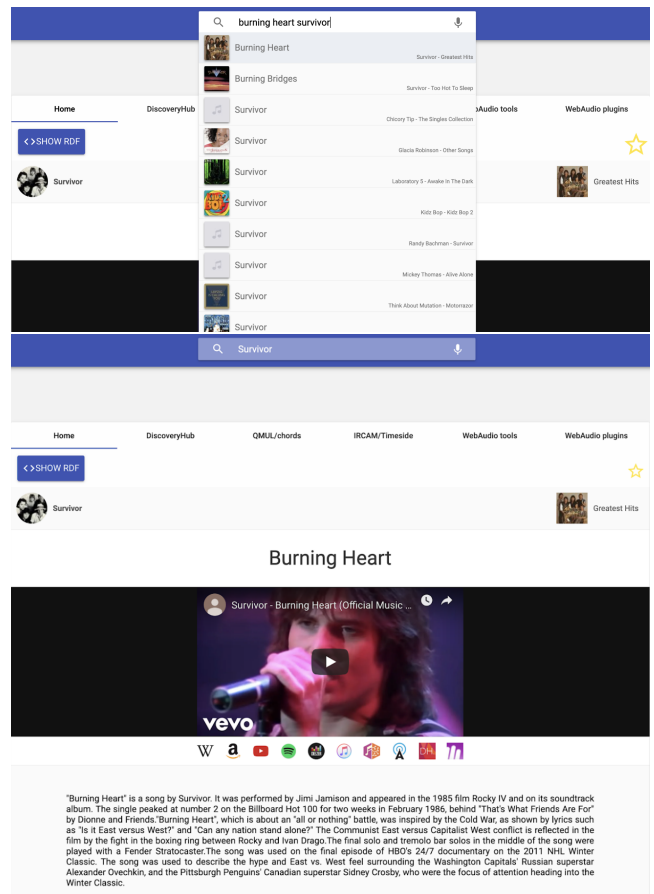 burning heart survivor
Burning Heart
Survivor - Greatest Hits
Burning Bridges
Survivor - Too Hot To Sleep
Survivor
Chicory Tip - The Singles Collection
Survivor
Glacia Robinson - Other Songs
Survivor
Laboratory 5 - Awake In The Dark
Survivor
Kidz Bop - Kidz Bop 2
Survivor
Randy Bachman - Survivor
Survivor
Mickey Thomas - Alive Alone
Survivor
Think About Mutation - Motorrazor
Survivor
Home DiscoveryHub bAudio tools WebAudio plugins
<>SHOW RDF
Survivor Greatest Hits
Survivor
Home DiscoveryHub QMUL/chords IRCAM/Timeside WebAudio tools WebAudio plugins
<>SHOW RDF
Survivor Greatest Hits
Burning Heart
Survivor - Burning Heart (Official Music ...
vevo
W a DH m
"Burning Heart" is a song by Survivor. It was performed by Jimi Jamison and appeared in the 1985 film Rocky IV and on its soundtrack
album. The single peaked at number 2 on the Billboard Hot 100 for two weeks in February 1986, behind "That's What Friends Are For"
by Dionne and Friends."Burning Heart", which is about an "all or nothing" battle, was inspired by the Cold War, as shown by lyrics such
as "Is it East versus West?" and "Can any nation stand alone?" The Communist East versus Capitalist West conflict is reflected in the
film by the fight in the boxing ring between Rocky and Ivan Drago.The final solo and tremolo bar solos in the middle of the song were
played with a Fender Stratocaster.The song was used on the final episode of HBO's 24/7 documentary on the 2011 NHL Winter
Classic. The song was used to describe the hype and East vs. West feel surrounding the Washington Capitals' Russian superstar
Alexander Ovechkin, and the Pittsburgh Penguins' Canadian superstar Sidney Crosby, who were the focus of attention heading into the
Winter Classic.